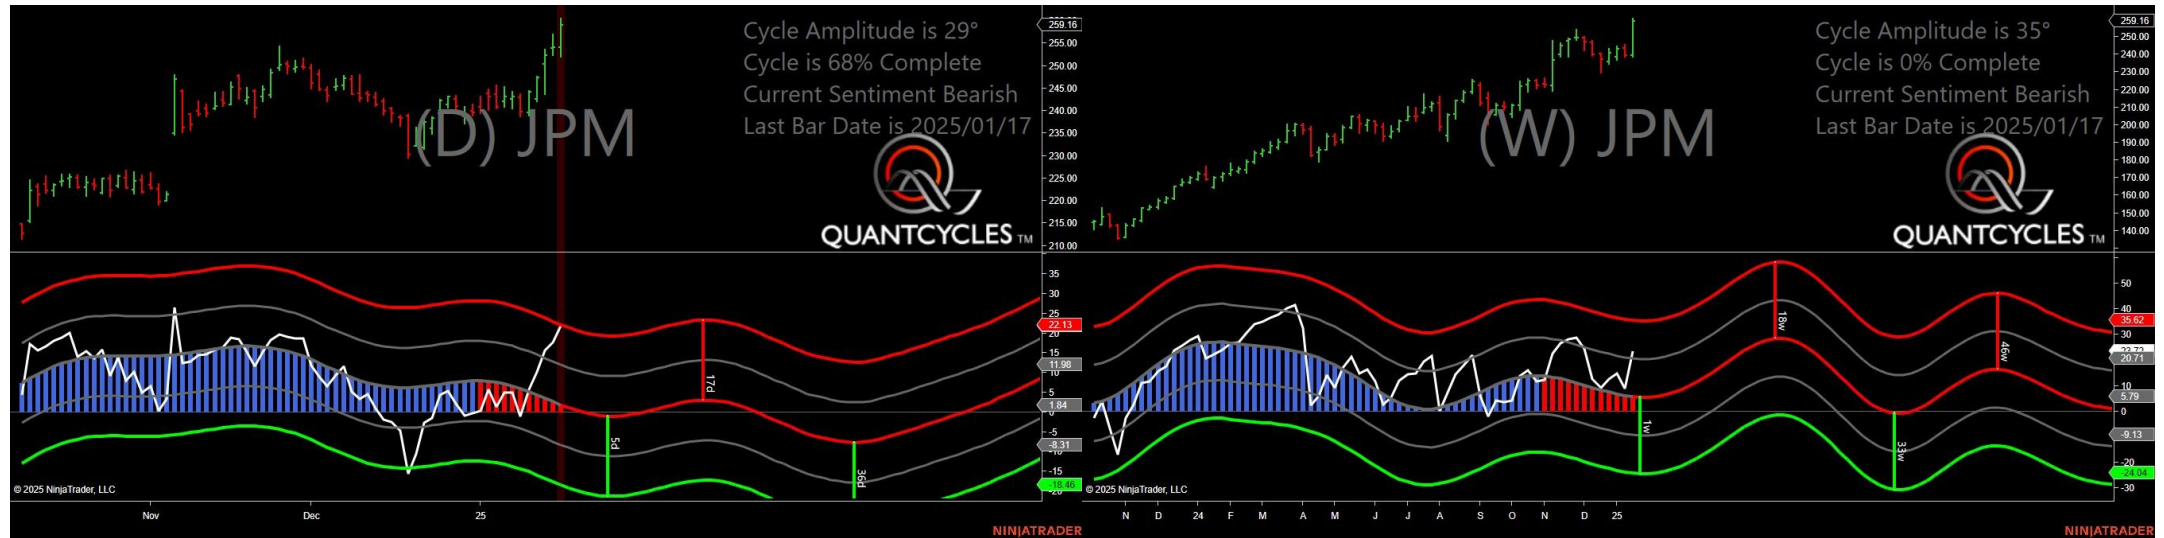 Cycle Amplitude is 29°
Cycle is 68% Complete
Current Sentiment Bearish
Last Bar Date is 2025/01/17
(D) JPM
QUANTCYCLES TM
259.16
255.00
250.00
245.00
240.00
235.00
230.00
225.00
220.00
215.00
210.00
35
30
25
22.13
20
15
11.98
10
5
1.84
0
-5
-8.31
-10
-15
-18.46
5d
17d
36d
© 2025 NinjaTrader, LLC
Nov
Dec
25
NINJATRADER
Cycle Amplitude is 35°
Cycle is 0% Complete
Current Sentiment Bearish
Last Bar Date is 2025/01/17
(W) JPM
QUANTCYCLES TM
259.16
250.00
240.00
230.00
220.00
210.00
200.00
190.00
180.00
170.00
160.00
150.00
140.00
50
40
35.62
30
20.71
10
5.79
0
-9.13
-20
-24.04
-30
1w
18w
33w
46w
© 2025 NinjaTrader, LLC
N
D
24
F
M
A
M
J
J
A
S
O
N
D
25
NINJATRADER